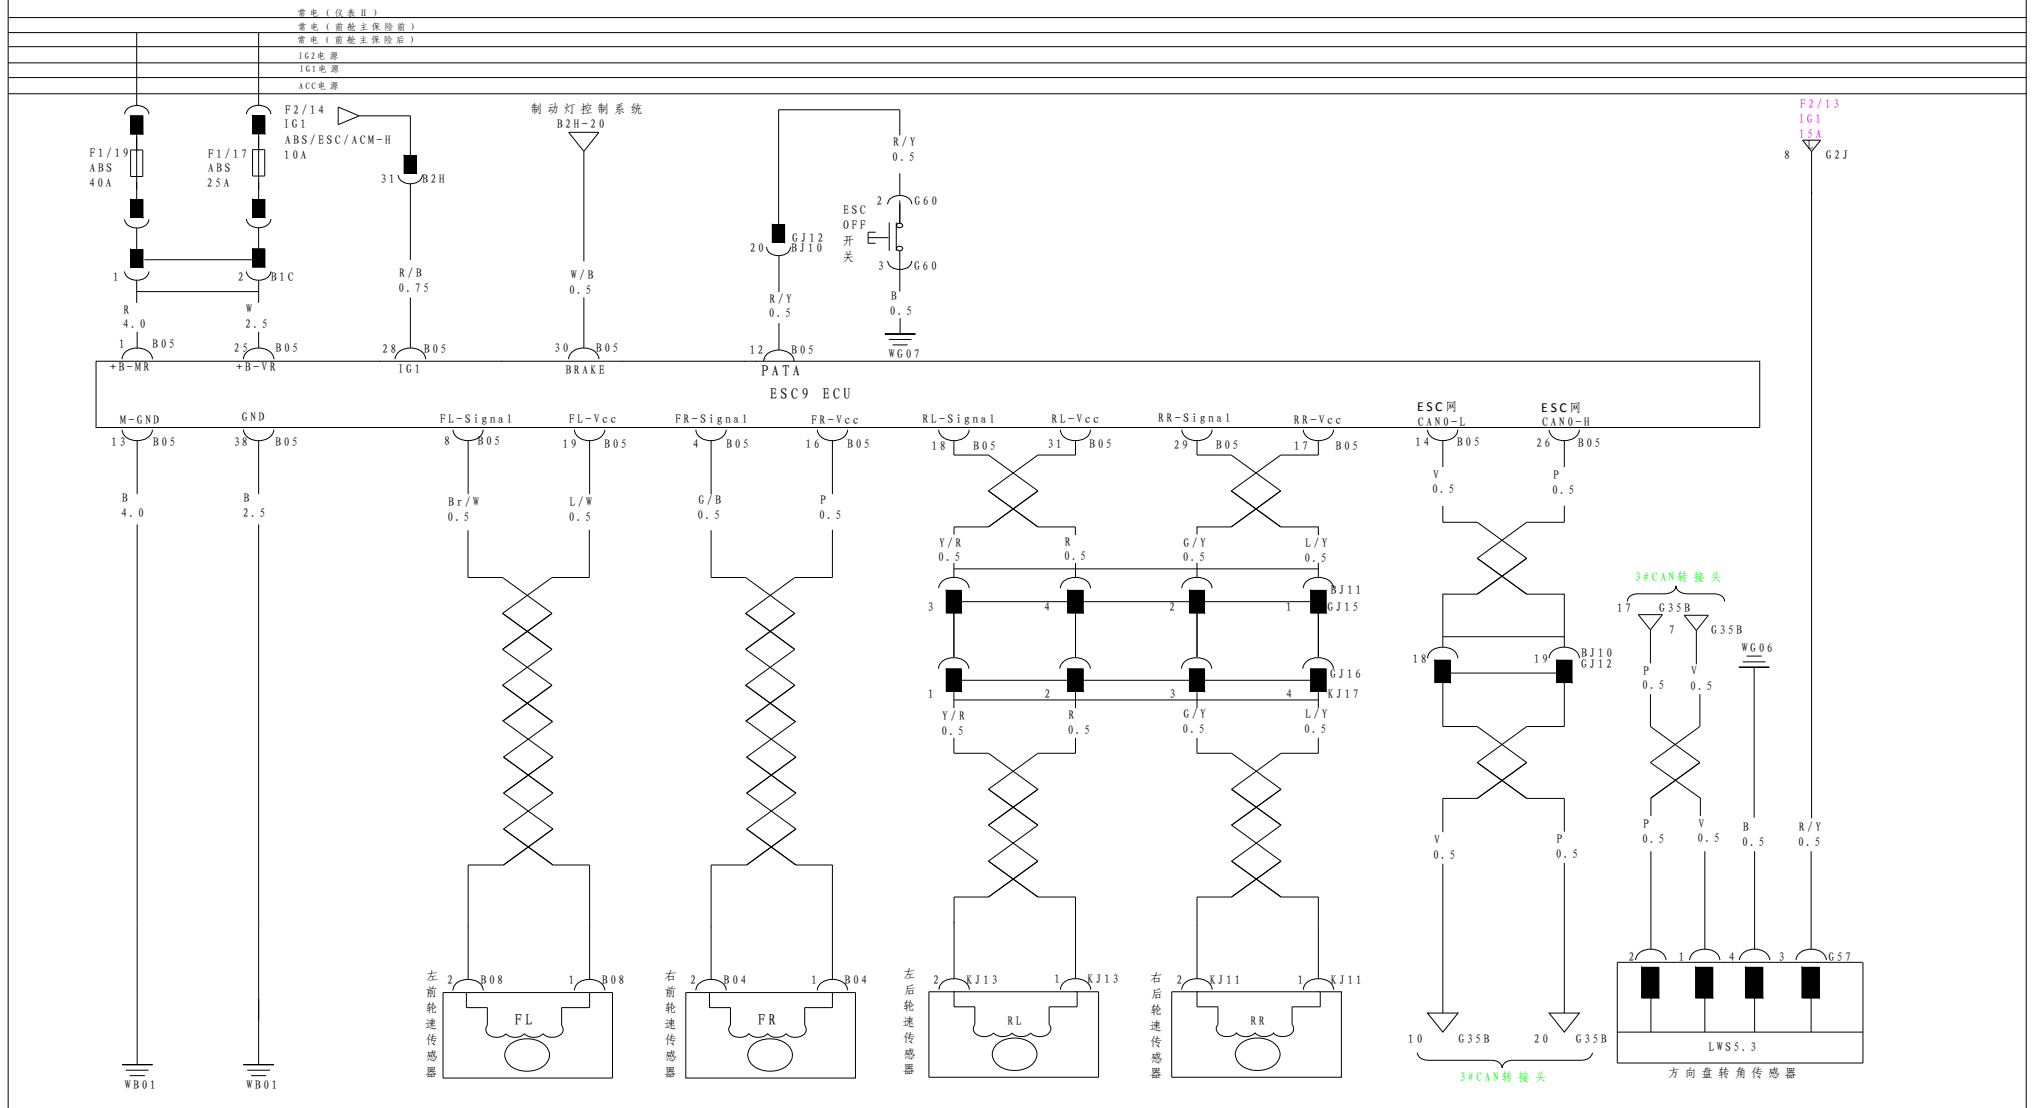 常电(仪表Ⅱ)
常电(前舱主保险前)
常电(前舱主保险后)
IG2电源
IG1电源
ACC电源
F1/19
ABS
40A
F1/17
ABS
25A
F2/14
IG1
ABS/ESC/ACM-H
10A
31 B2H
制动灯控制系统
B2H-20
R/Y
0.5
2 G60
ESC
OFF
开
关
3 G60
GJ12
20 BJ10
F2/13
IG1
15A
8 G2J
1 2 B1C
R
4.0
W
2.5
R/B
0.75
W/B
0.5
R/Y
0.5
B
0.5
WG07
1 B05
25 B05
28 B05
30 B05
12 B05
+B-MR
+B-VR
IG1
BRAKE
PATA
ESC9 ECU
M-GND
GND
FL-Signal
FL-Vcc
FR-Signal
FR-Vcc
RL-Signal
RL-Vcc
RR-Signal
RR-Vcc
ESC网
CAN0-L
ESC网
CAN0-H
13 B05
38 B05
8 B05
19 B05
4 B05
16 B05
18 B05
31 B05
29 B05
17 B05
14 B05
26 B05
B
4.0
B
2.5
Br/W
0.5
L/W
0.5
G/B
0.5
P
0.5
V
0.5
P
0.5
Y/R
0.5
R
0.5
G/Y
0.5
L/Y
0.5
BJ11
3 4 2 1 GJ15
GJ16
1 2 3 4 KJ17
Y/R
0.5
R
0.5
G/Y
0.5
L/Y
0.5
18 19 BJ10
GJ12
3#CAN转接头
17 G35B
7 G35B
WG06
P
0.5
V
0.5
V
0.5
P
0.5
P
0.5
V
0.5
B
0.5
R/Y
0.5
左前轮速传感器
2 B08
1 B08
FL
右前轮速传感器
2 B04
1 B04
FR
左后轮速传感器
2 KJ13
1 KJ13
RL
右后轮速传感器
2 KJ11
1 KJ11
RR
2 1 4 3 G57
LWS5.3
方向盘转角传感器
10 G35B
20 G35B
3#CAN转接头
WB01
WB01